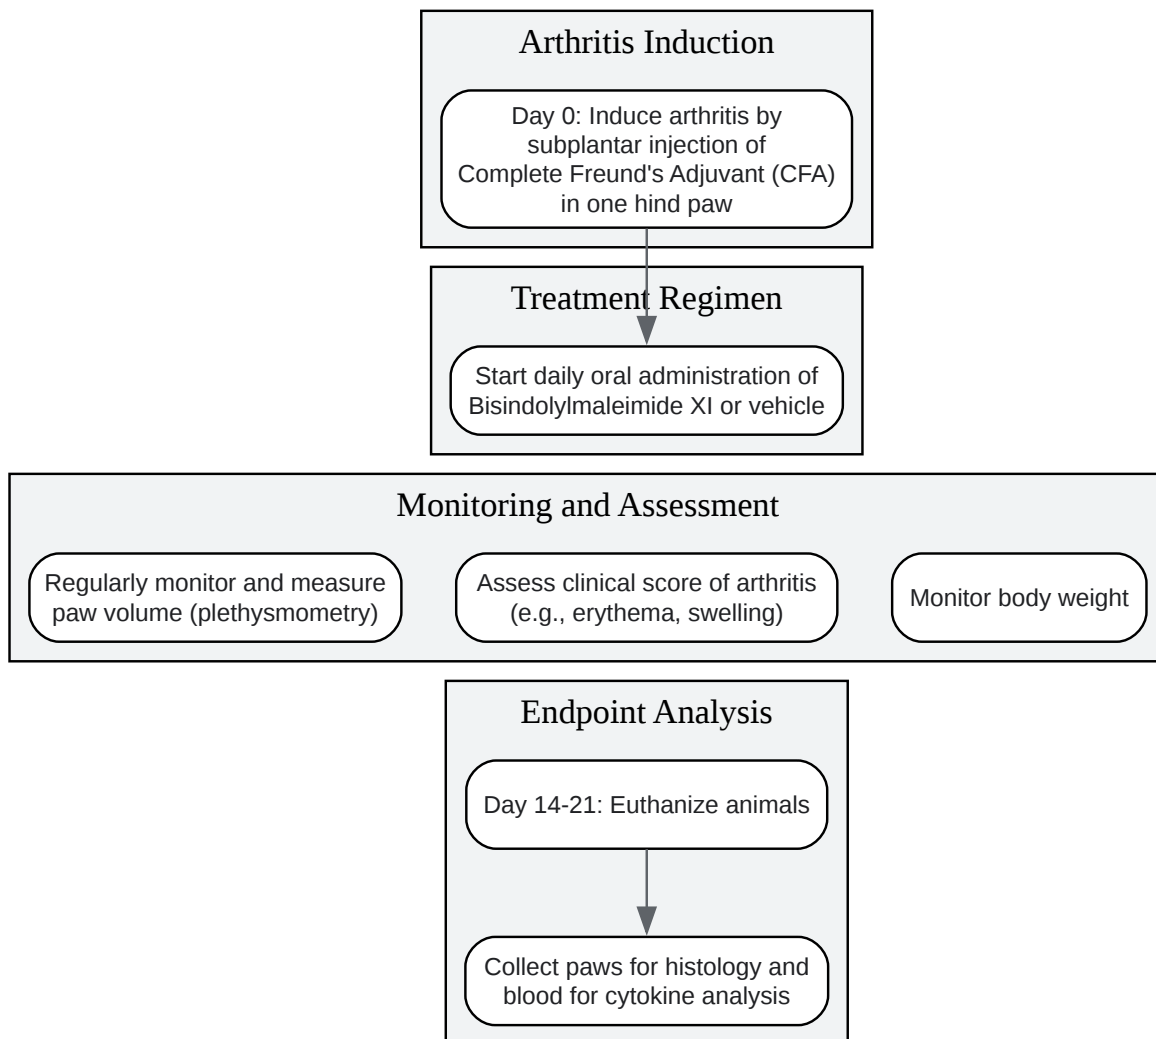 Arthritis Induction
Day 0: Induce arthritis by
subplantar injection of
Complete Freund's Adjuvant (CFA)
in one hind paw
Treatment Regimen
Start daily oral administration of
Bisindolylmaleimide XI or vehicle
Monitoring and Assessment
Regularly monitor and measure
paw volume (plethysmometry)
Assess clinical score of arthritis
(e.g., erythema, swelling)
Monitor body weight
Endpoint Analysis
Day 14-21: Euthanize animals
Collect paws for histology and
blood for cytokine analysis